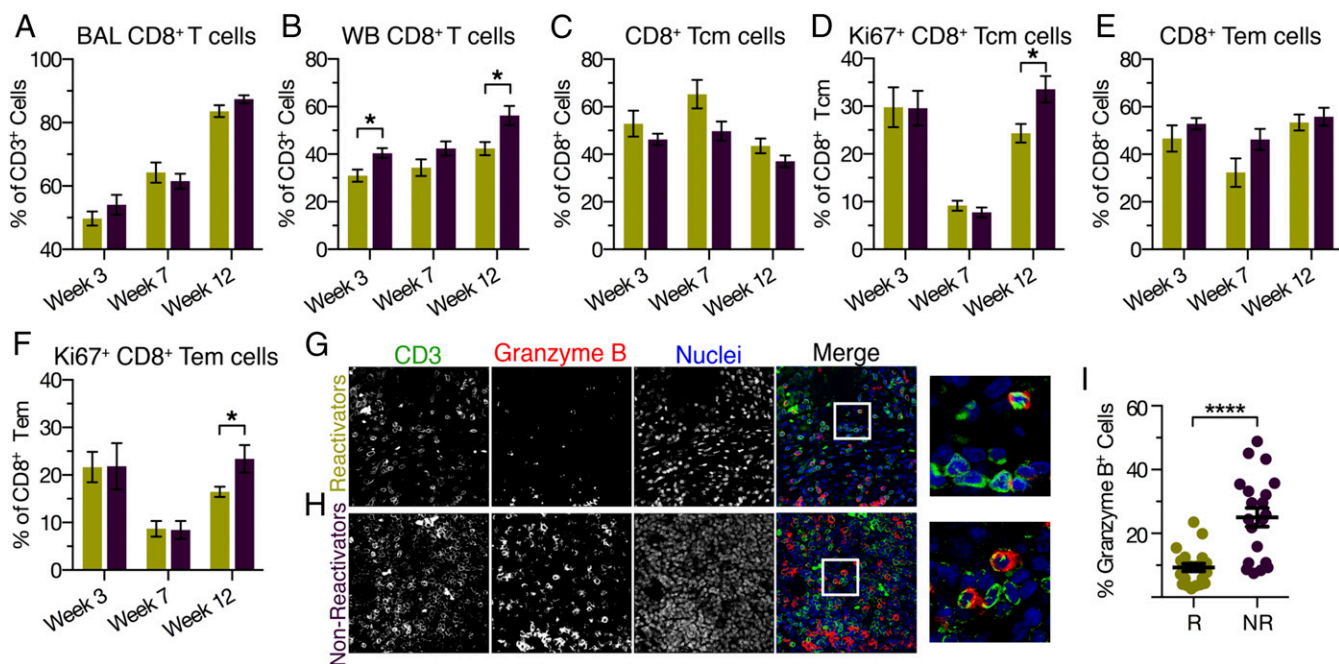 A
BAL CD8+ T cells
% of CD3+ Cells
100
80
60
40
Week 3
Week 7
Week 12
B
WB CD8+ T cells
% of CD3+ Cells
80
60
40
20
0
*
*
Week 3
Week 7
Week 12
C
CD8+ Tcm cells
% of CD8+ Cells
80
60
40
20
0
Week 3
Week 7
Week 12
D
Ki67+ CD8+ Tcm cells
% of CD8+ Tcm
40
30
20
10
0
*
Week 3
Week 7
Week 12
E
CD8+ Tem cells
% of CD8+ Cells
80
60
40
20
0
Week 3
Week 7
Week 12
F
Ki67+ CD8+ Tem cells
% of CD8+ Tem
40
30
20
10
0
*
Week 3
Week 7
Week 12
G
CD3
Granzyme B
Nuclei
Merge
Reactivators
H
Non-Reactivators
I
% Granzyme B+ Cells
60
40
20
****
R
NR